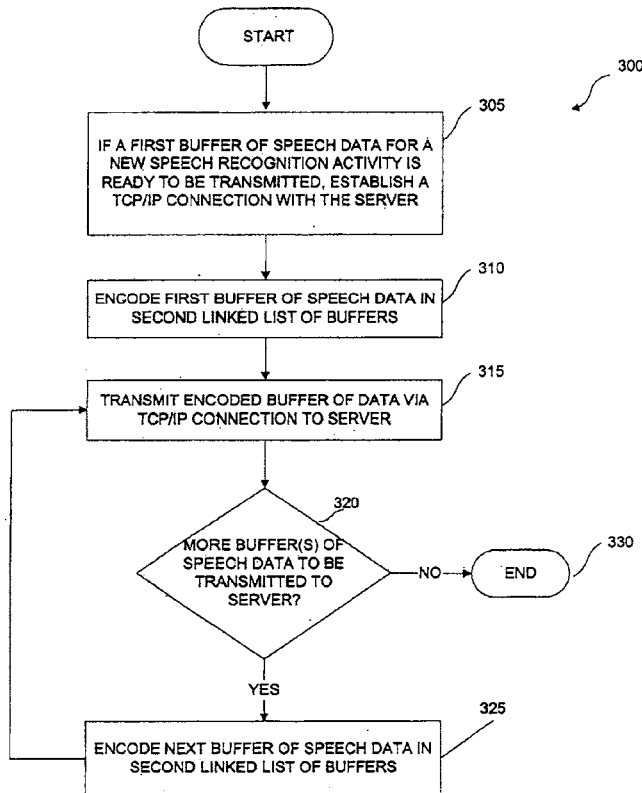 START
300
305
IF A FIRST BUFFER OF SPEECH DATA FOR A
NEW SPEECH RECOGNITION ACTIVITY IS
READY TO BE TRANSMITTED, ESTABLISH A
TCP/IP CONNECTION WITH THE SERVER
310
ENCODE FIRST BUFFER OF SPEECH DATA IN
SECOND LINKED LIST OF BUFFERS
315
TRANSMIT ENCODED BUFFER OF DATA VIA
TCP/IP CONNECTION TO SERVER
320
MORE BUFFER(S) OF
SPEECH DATA TO BE
TRANSMITTED TO
SERVER?
NO
END
330
YES
325
ENCODE NEXT BUFFER OF SPEECH DATA IN
SECOND LINKED LIST OF BUFFERS